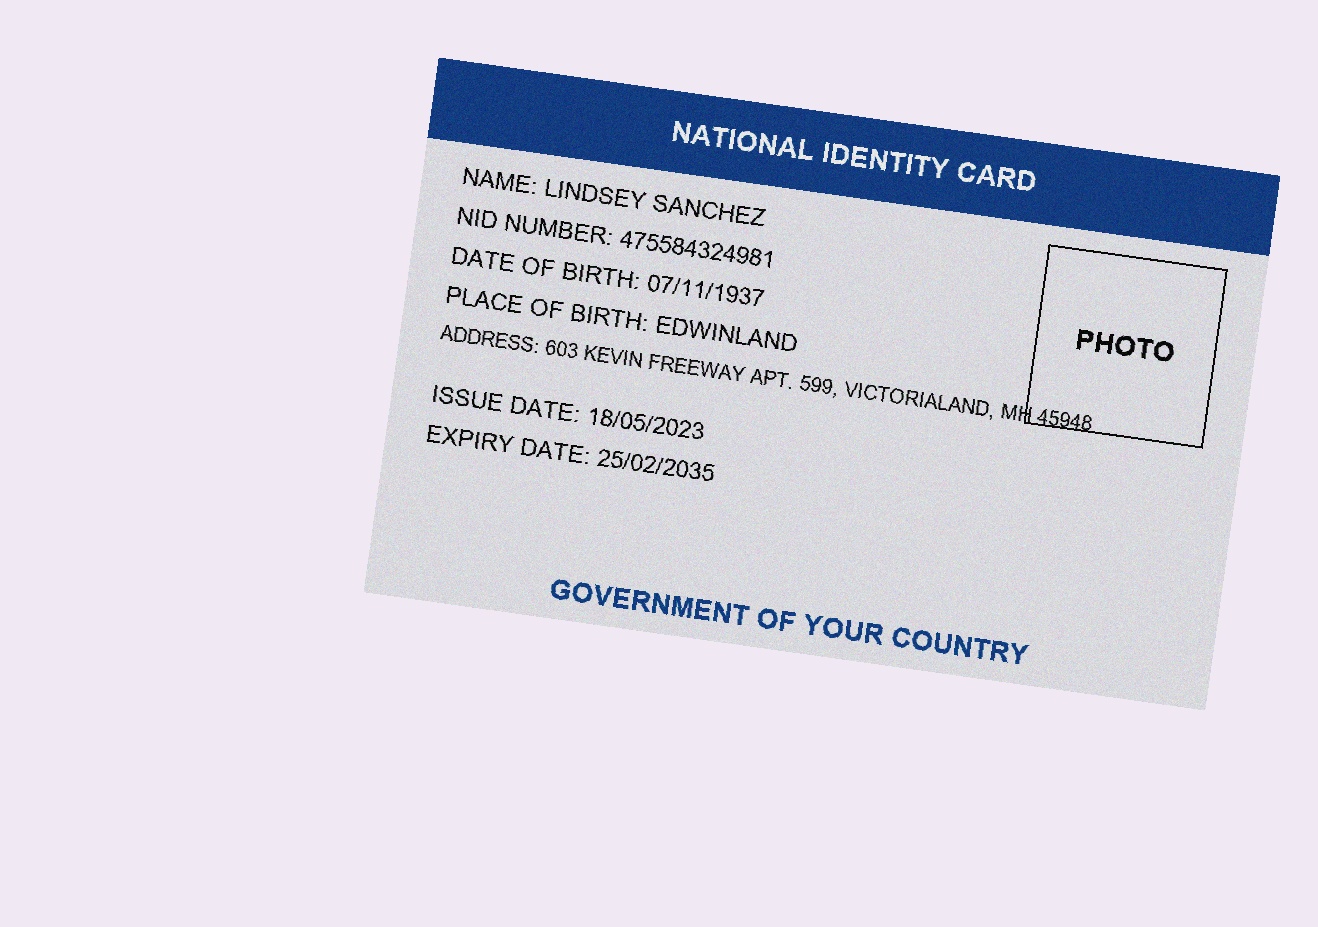 NATIONAL IDENTITY CARD
NAME: LINDSEY SANCHEZ
NID NUMBER: 475584324981
DATE OF BIRTH: 07/11/1937
PLACE OF BIRTH: EDWINLAND
ADDRESS: 603 KEVIN FREEWAY APT. 599, VICTORIALAND, MH 45948
PHOTO
ISSUE DATE: 18/05/2023
EXPIRY DATE: 25/02/2035
GOVERNMENT OF YOUR COUNTRY